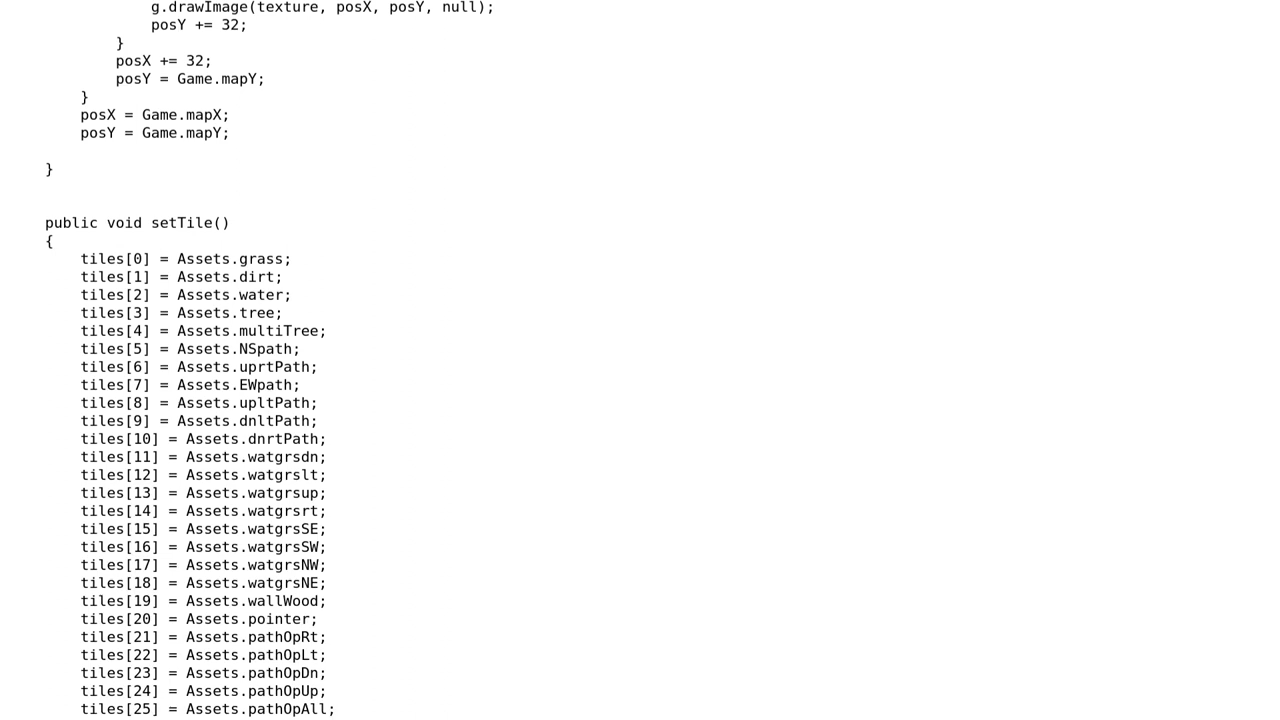 g.drawImage(texture, posX, posY, null);
                posY += 32;
            }
            posX += 32;
            posY = Game.mapY;
        }
        posX = Game.mapX;
        posY = Game.mapY;

    }


    public void setTile()
    {
        tiles[0] = Assets.grass;
        tiles[1] = Assets.dirt;
        tiles[2] = Assets.water;
        tiles[3] = Assets.tree;
        tiles[4] = Assets.multiTree;
        tiles[5] = Assets.NSpath;
        tiles[6] = Assets.uprtPath;
        tiles[7] = Assets.EWpath;
        tiles[8] = Assets.upltPath;
        tiles[9] = Assets.dnltPath;
        tiles[10] = Assets.dnrtPath;
        tiles[11] = Assets.watgrsdn;
        tiles[12] = Assets.watgrslt;
        tiles[13] = Assets.watgrsup;
        tiles[14] = Assets.watgrsrt;
        tiles[15] = Assets.watgrsSE;
        tiles[16] = Assets.watgrsSW;
        tiles[17] = Assets.watgrsNW;
        tiles[18] = Assets.watgrsNE;
        tiles[19] = Assets.wallWood;
        tiles[20] = Assets.pointer;
        tiles[21] = Assets.pathOpRt;
        tiles[22] = Assets.pathOpLt;
        tiles[23] = Assets.pathOpDn;
        tiles[24] = Assets.pathOpUp;
        tiles[25] = Assets.pathOpAll;